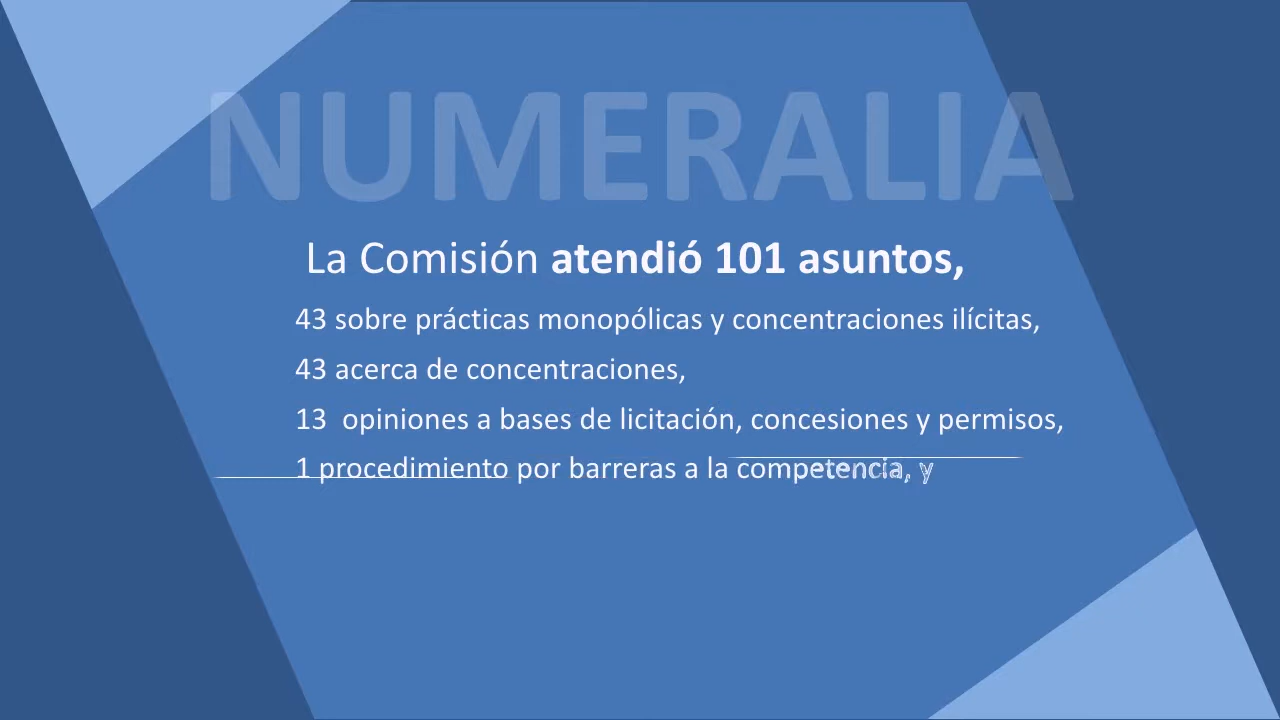 NUMERALIA
La Comisión atendió 101 asuntos,
43 sobre prácticas monopólicas y concentraciones ilícitas,
43 acerca de concentraciones,
13 opiniones a bases de licitación, concesiones y permisos,
1 procedimiento por barreras a la competencia, y